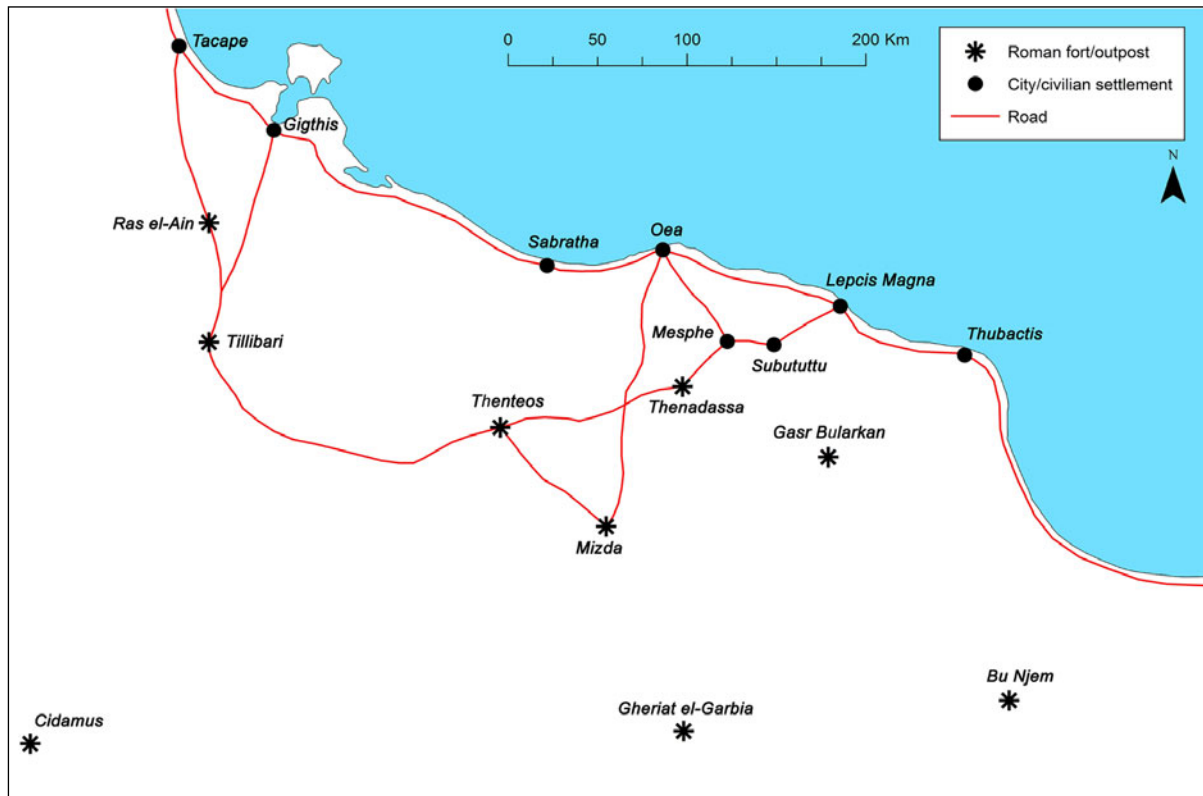 Tacape
0 50 100 200 Km
Roman fort/outpost
City/civilian settlement
Road
N
Gigthis
Ras el-Ain
Sabratha
Oea
Lepcis Magna
Tillibari
Mesphe
Subututtu
Thubactis
Thenteos
Thenadassa
Gasr Bularkan
Mizda
Bu Njem
Gheriat el-Garbia
Cidamus